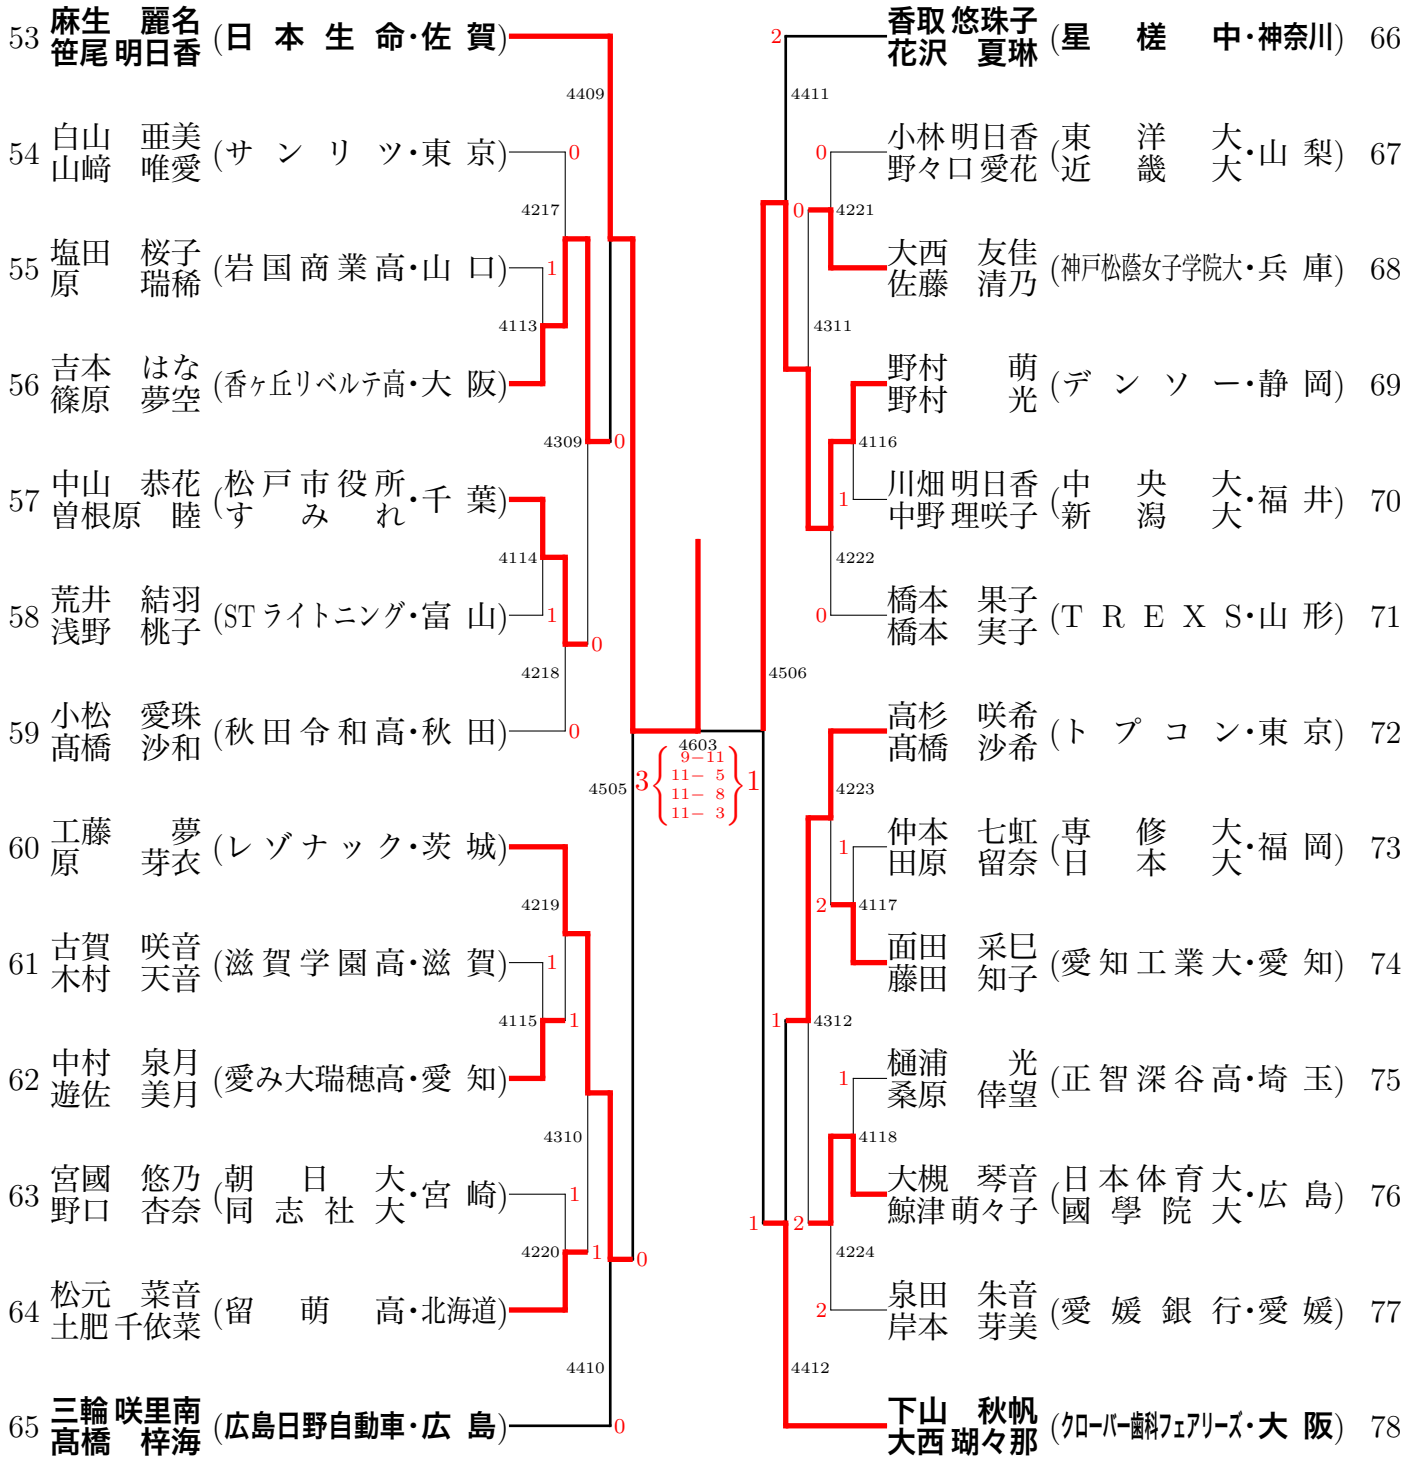 53 麻生 麗名 笹尾 明日香 (日本生命・佐賀)
4409
54 白山 亜美 山﨑 唯愛 (サンリツ・東京) 0
4217
55 塩田 桜子 原 瑞稀 (岩国商業高・山口) 1
4113
56 吉本 はな 篠原 夢空 (香ヶ丘リベルテ高・大阪)
4309 0
57 中山 恭花 曽根原 睦 (松戸市役所 すみれ・千葉)
4114
58 荒井 結羽 浅野 桃子 (STライトニング・富山) 1
0
4218
59 小松 愛珠 髙橋 沙和 (秋田令和高・秋田) 0
4505
60 工藤 夢 原 芽衣 (レゾナック・茨城)
4219
61 古賀 咲音 木村 天音 (滋賀学園高・滋賀) 1
4115 1
62 中村 泉月 遊佐 美月 (愛み大瑞穂高・愛知)
4310
63 宮國 悠乃 野口 杏奈 (朝日大 同志社大・宮崎) 1
4220 1 0
64 松元 菜音 土肥 千依菜 (留萌高・北海道)
4410
65 三輪 咲里南 髙橋 梓海 (広島日野自動車・広島) 0
4603
3 1
9-11
11- 5
11- 8
11- 3
2 香取 悠珠子 花沢 夏琳 (星槎中・神奈川) 66
4411
0 小林 明日香 野々口 愛花 (東洋大 近畿大・山梨) 67
0 4221
大西 友佳 佐藤 清乃 (神戸松蔭女子学院大・兵庫) 68
4311
野村 萌 野村 光 (デンソー・静岡) 69
4116
1 川畑 明日香 中野 理咲子 (中央大 新潟大・福井) 70
4222
0 橋本 果子 橋本 実子 (TREXS・山形) 71
4506
高杉 咲希 髙橋 沙希 (トプコン・東京) 72
4223
1 仲本 七虹 田原 留奈 (専修大 日本大・福岡) 73
2 4117
面田 采巳 藤田 知子 (愛知工業大・愛知) 74
1 4312
1 樋浦 光 桑原 倖望 (正智深谷高・埼玉) 75
4118
大槻 琴音 鯨津 萌々子 (日本体育大 國學院大・広島) 76
1 2
4224
2 泉田 朱音 岸本 芽美 (愛媛銀行・愛媛) 77
4412
下山 秋帆 大西 瑚々那 (クローバー歯科フェアリーズ・大阪) 78